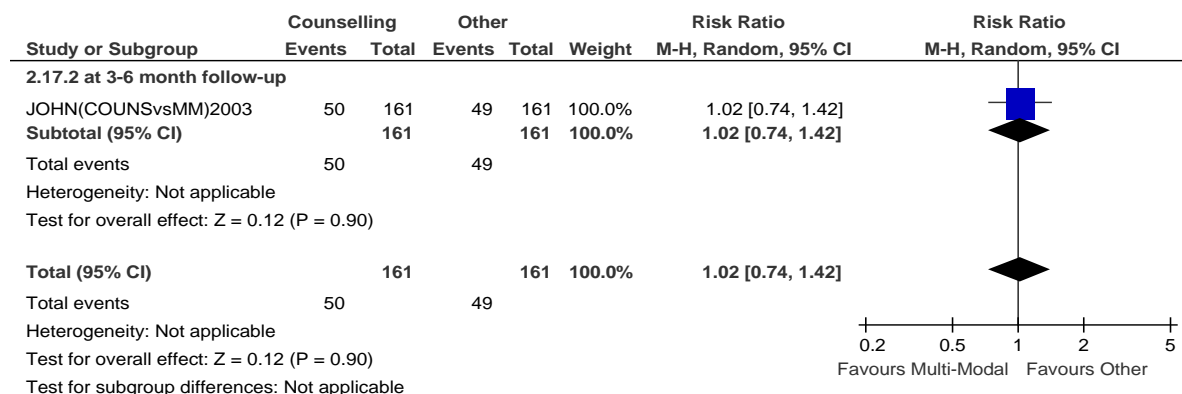 Counselling Other Risk Ratio Risk Ratio
Study or Subgroup Events Total Events Total Weight M-H, Random, 95% CI M-H, Random, 95% CI
2.17.2 at 3-6 month follow-up
JOHN(COUNSvsMM)2003 50 161 49 161 100.0% 1.02 [0.74, 1.42]
Subtotal (95% CI) 161 161 100.0% 1.02 [0.74, 1.42]
Total events 50 49
Heterogeneity: Not applicable
Test for overall effect: Z = 0.12 (P = 0.90)
Total (95% CI) 161 161 100.0% 1.02 [0.74, 1.42]
Total events 50 49
Heterogeneity: Not applicable
Test for overall effect: Z = 0.12 (P = 0.90)
Test for subgroup differences: Not applicable
0.2 0.5 1 2 5
Favours Multi-Modal Favours Other